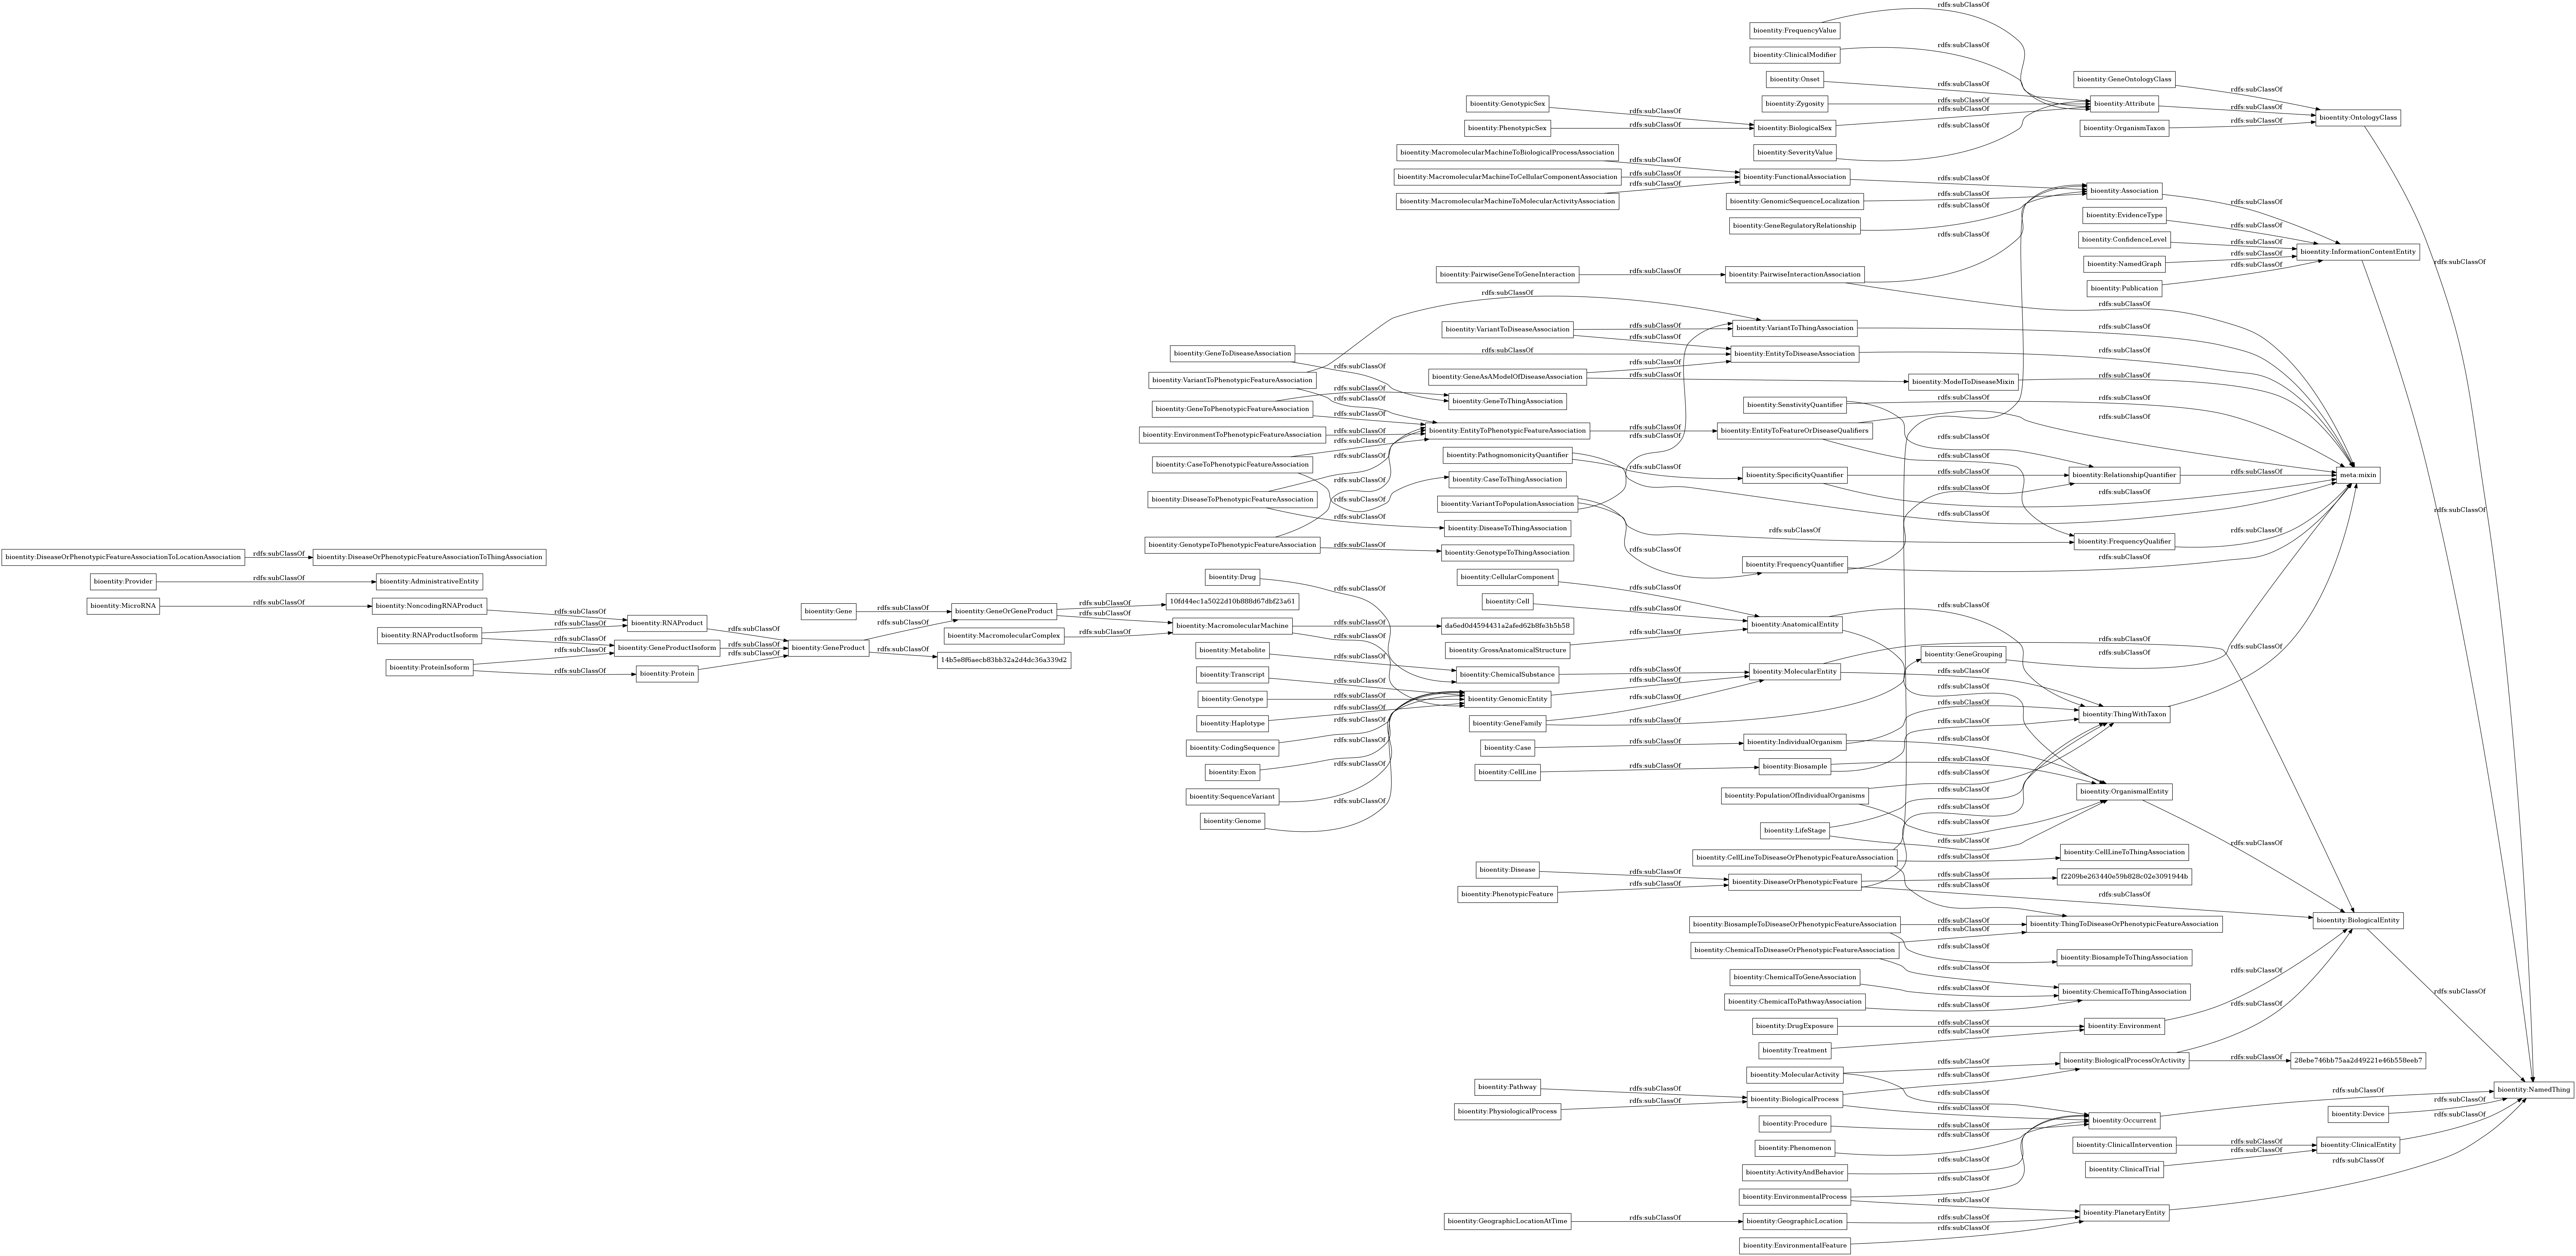 bioentity:FrequencyValue
bioentity:ClinicalModifier
bioentity:Onset
bioentity:GeneOntologyClass
bioentity:GenotypicSex
bioentity:Zygosity
bioentity:Attribute
bioentity:OntologyClass
bioentity:PhenotypicSex
bioentity:BiologicalSex
bioentity:OrganismTaxon
bioentity:MacromolecularMachineToBiologicalProcessAssociation
bioentity:SeverityValue
bioentity:MacromolecularMachineToCellularComponentAssociation
bioentity:FunctionalAssociation
bioentity:Association
bioentity:MacromolecularMachineToMolecularActivityAssociation
bioentity:GenomicSequenceLocalization
bioentity:EvidenceType
bioentity:GeneRegulatoryRelationship
bioentity:ConfidenceLevel
bioentity:InformationContentEntity
bioentity:NamedGraph
bioentity:PairwiseGeneToGeneInteraction
bioentity:PairwiseInteractionAssociation
bioentity:Publication
bioentity:VariantToDiseaseAssociation
bioentity:VariantToThingAssociation
bioentity:GeneToDiseaseAssociation
bioentity:EntityToDiseaseAssociation
bioentity:VariantToPhenotypicFeatureAssociation
bioentity:GeneAsAModelOfDiseaseAssociation
bioentity:ModelToDiseaseMixin
bioentity:GeneToPhenotypicFeatureAssociation
bioentity:GeneToThingAssociation
bioentity:SenstivityQuantifier
bioentity:EnvironmentToPhenotypicFeatureAssociation
bioentity:EntityToPhenotypicFeatureAssociation
bioentity:EntityToFeatureOrDiseaseQualifiers
bioentity:CaseToPhenotypicFeatureAssociation
bioentity:PathognomonicityQuantifier
bioentity:CaseToThingAssociation
bioentity:SpecificityQuantifier
bioentity:RelationshipQuantifier
meta:mixin
bioentity:DiseaseToPhenotypicFeatureAssociation
bioentity:VariantToPopulationAssociation
bioentity:DiseaseToThingAssociation
bioentity:GenotypeToPhenotypicFeatureAssociation
bioentity:GenotypeToThingAssociation
bioentity:FrequencyQualifier
bioentity:DiseaseOrPhenotypicFeatureAssociationToLocationAssociation
rdfs:subClassOf
bioentity:DiseaseOrPhenotypicFeatureAssociationToThingAssociation
bioentity:FrequencyQuantifier
bioentity:Provider
rdfs:subClassOf
bioentity:AdministrativeEntity
bioentity:Drug
bioentity:CellularComponent
bioentity:MicroRNA
rdfs:subClassOf
bioentity:NoncodingRNAProduct
bioentity:Gene
rdfs:subClassOf
bioentity:GeneOrGeneProduct
rdfs:subClassOf
10fd44ec1a5022d10b888d67dbf23a61
bioentity:Cell
bioentity:RNAProductIsoform
bioentity:RNAProduct
bioentity:MacromolecularComplex
bioentity:MacromolecularMachine
da6ed0d4594431a2afed62b8fe3b5b58
bioentity:AnatomicalEntity
bioentity:GeneProductIsoform
bioentity:GeneProduct
14b5e8f6aecb83bb32a2d4dc36a339d2
bioentity:Metabolite
bioentity:GrossAnatomicalStructure
bioentity:GeneGrouping
bioentity:ProteinIsoform
bioentity:Protein
bioentity:Transcript
bioentity:ChemicalSubstance
bioentity:MolecularEntity
bioentity:Genotype
bioentity:GenomicEntity
bioentity:Haplotype
bioentity:GeneFamily
bioentity:ThingWithTaxon
bioentity:CodingSequence
bioentity:Case
bioentity:IndividualOrganism
bioentity:Exon
bioentity:CellLine
bioentity:Biosample
bioentity:SequenceVariant
bioentity:PopulationOfIndividualOrganisms
bioentity:OrganismalEntity
bioentity:Genome
bioentity:LifeStage
bioentity:CellLineToDiseaseOrPhenotypicFeatureAssociation
bioentity:CellLineToThingAssociation
bioentity:Disease
bioentity:DiseaseOrPhenotypicFeature
f2209be263440e59b828c02e3091944b
bioentity:PhenotypicFeature
bioentity:BiosampleToDiseaseOrPhenotypicFeatureAssociation
bioentity:ThingToDiseaseOrPhenotypicFeatureAssociation
bioentity:BiologicalEntity
bioentity:ChemicalToDiseaseOrPhenotypicFeatureAssociation
bioentity:BiosampleToThingAssociation
bioentity:ChemicalToGeneAssociation
bioentity:ChemicalToThingAssociation
bioentity:ChemicalToPathwayAssociation
bioentity:DrugExposure
bioentity:Environment
bioentity:Treatment
bioentity:MolecularActivity
bioentity:BiologicalProcessOrActivity
28ebe746bb75aa2d49221e46b558eeb7
bioentity:Pathway
bioentity:BiologicalProcess
bioentity:NamedThing
bioentity:PhysiologicalProcess
bioentity:Procedure
bioentity:Occurrent
bioentity:Device
bioentity:Phenomenon
bioentity:ClinicalIntervention
bioentity:ClinicalEntity
bioentity:ActivityAndBehavior
bioentity:ClinicalTrial
bioentity:EnvironmentalProcess
bioentity:PlanetaryEntity
bioentity:GeographicLocationAtTime
rdfs:subClassOf
bioentity:GeographicLocation
rdfs:subClassOf
bioentity:EnvironmentalFeature
rdfs:subClassOf